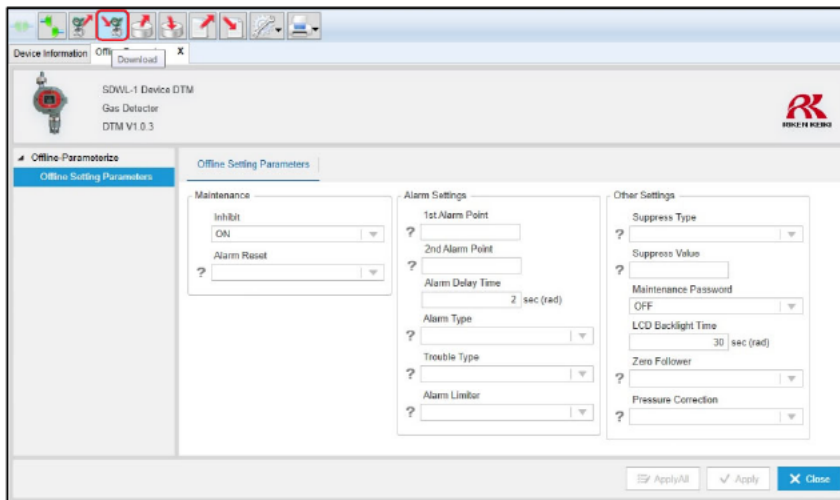 Device Information
X
Download
SDWL-1 Device DTM
Gas Detector
DTM V1.0.3
RIKEN KEIKI
Offline-Parameterize
Offline Setting Parameters
Offline Setting Parameters
Maintenance
Inhibit
ON
Alarm Reset
?
Alarm Settings
1st Alarm Point
?
2nd Alarm Point
?
Alarm Delay Time
2 sec (rad)
Alarm Type
?
Trouble Type
?
Alarm Limiter
?
Other Settings
Suppress Type
?
Suppress Value
?
Maintenance Password
OFF
LCD Backlight Time
30 sec (rad)
Zero Follower
?
Pressure Correction
?
ApplyAll
Apply
Close